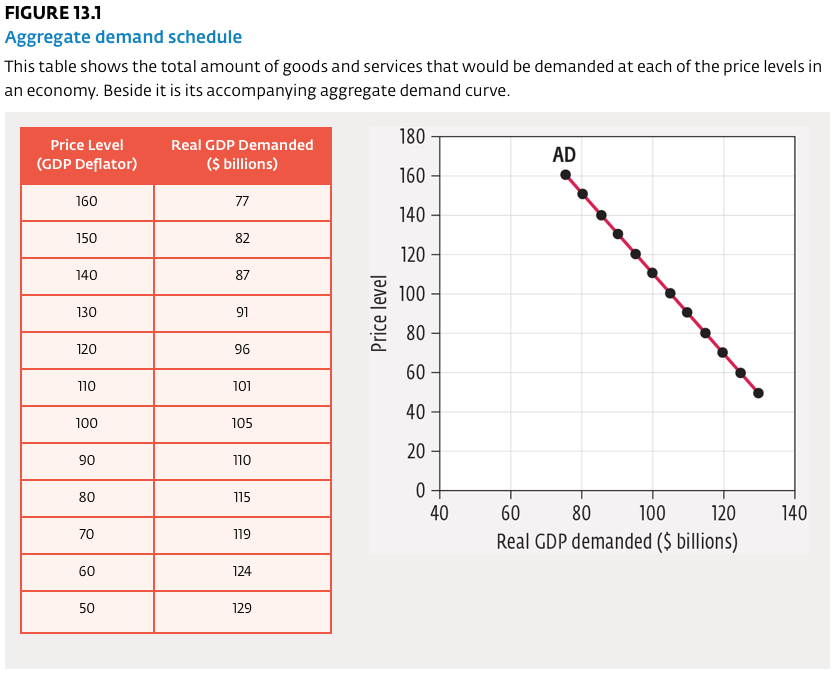 FIGURE 13.1
Aggregate demand schedule
This table shows the total amount of goods and services that would be demanded at each of the price levels in
an economy. Beside it is its accompanying aggregate demand curve.
Price Level Real GDP Demanded
(GDP Deflator) ($ billions)
160 77
150 82
140 87
130 91
120 96
110 101
100 105
90 110
80 115
70 119
60 124
50 129
AD
Price level
180
160
140
120
100
80
60
40
20
0
40 60 80 100 120 140
Real GDP demanded ($ billions)